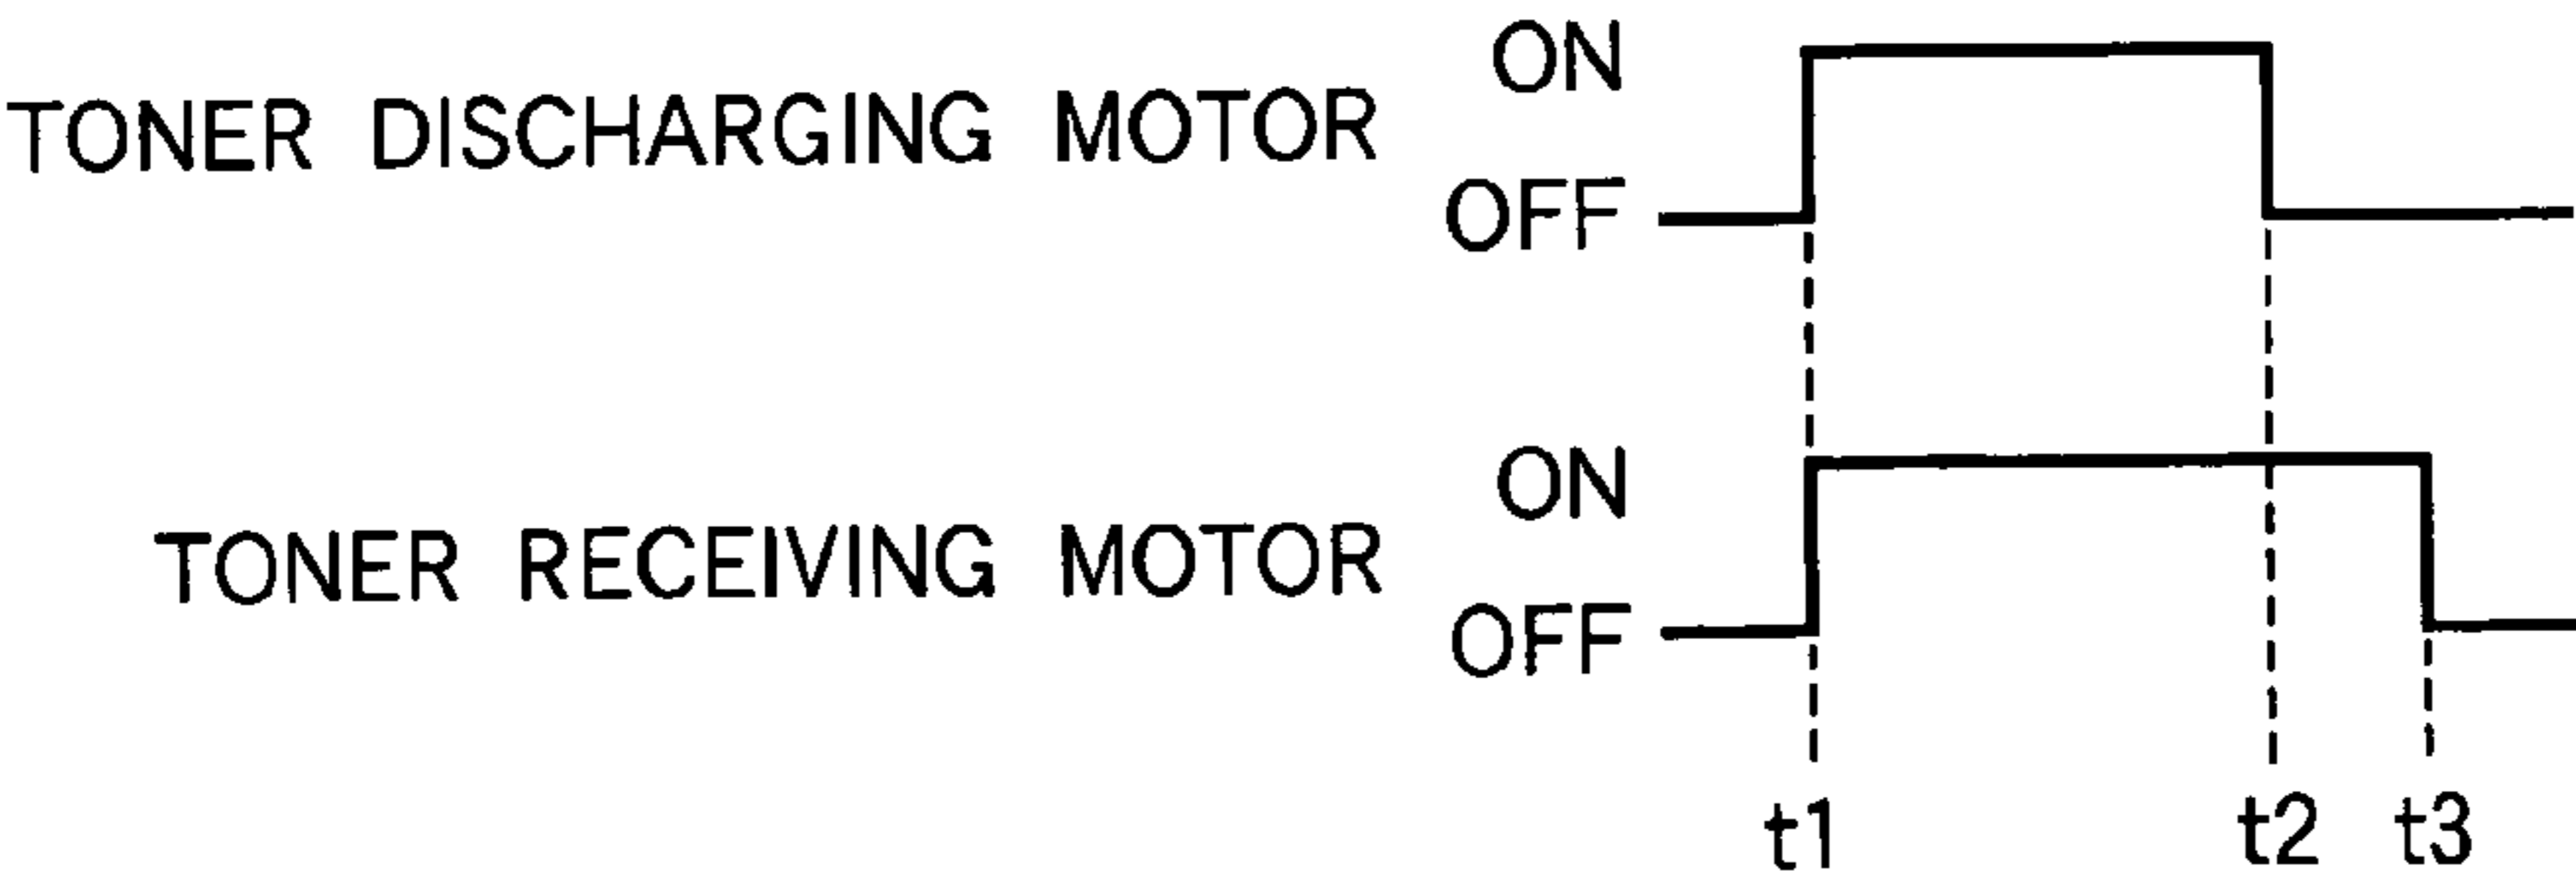 ON
TONER DISCHARGING MOTOR
OFF
ON
TONER RECEIVING MOTOR
OFF
t1 t2 t3